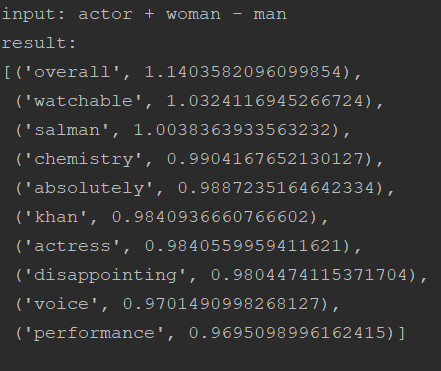 input: actor + woman - man
result:
[('overall', 1.1403582096099854),
('watchable', 1.0324116945266724),
('salman', 1.0038363933563232),
('chemistry', 0.9904167652130127),
('absolutely', 0.9887235164642334),
('khan', 0.9840936660766602),
('actress', 0.9840559959411621),
('disappointing', 0.9804474115371704),
('voice', 0.9701490998268127),
('performance', 0.9695098996162415)]